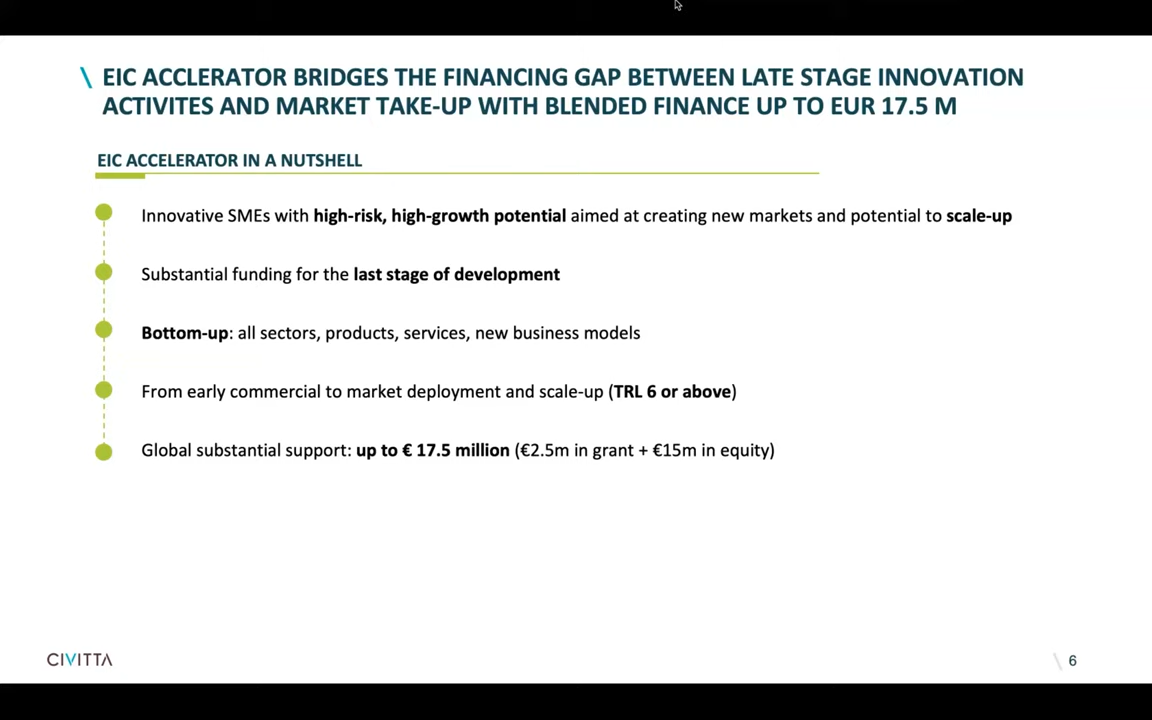 \ EIC ACCLERATOR BRIDGES THE FINANCING GAP BETWEEN LATE STAGE INNOVATION
ACTIVITES AND MARKET TAKE-UP WITH BLENDED FINANCE UP TO EUR 17.5 M
EIC ACCELERATOR IN A NUTSHELL
Innovative SMEs with high-risk, high-growth potential aimed at creating new markets and potential to scale-up
Substantial funding for the last stage of development
Bottom-up: all sectors, products, services, new business models
From early commercial to market deployment and scale-up (TRL 6 or above)
Global substantial support: up to € 17.5 million (€2.5m in grant + €15m in equity)
CIVITTA
\ 6